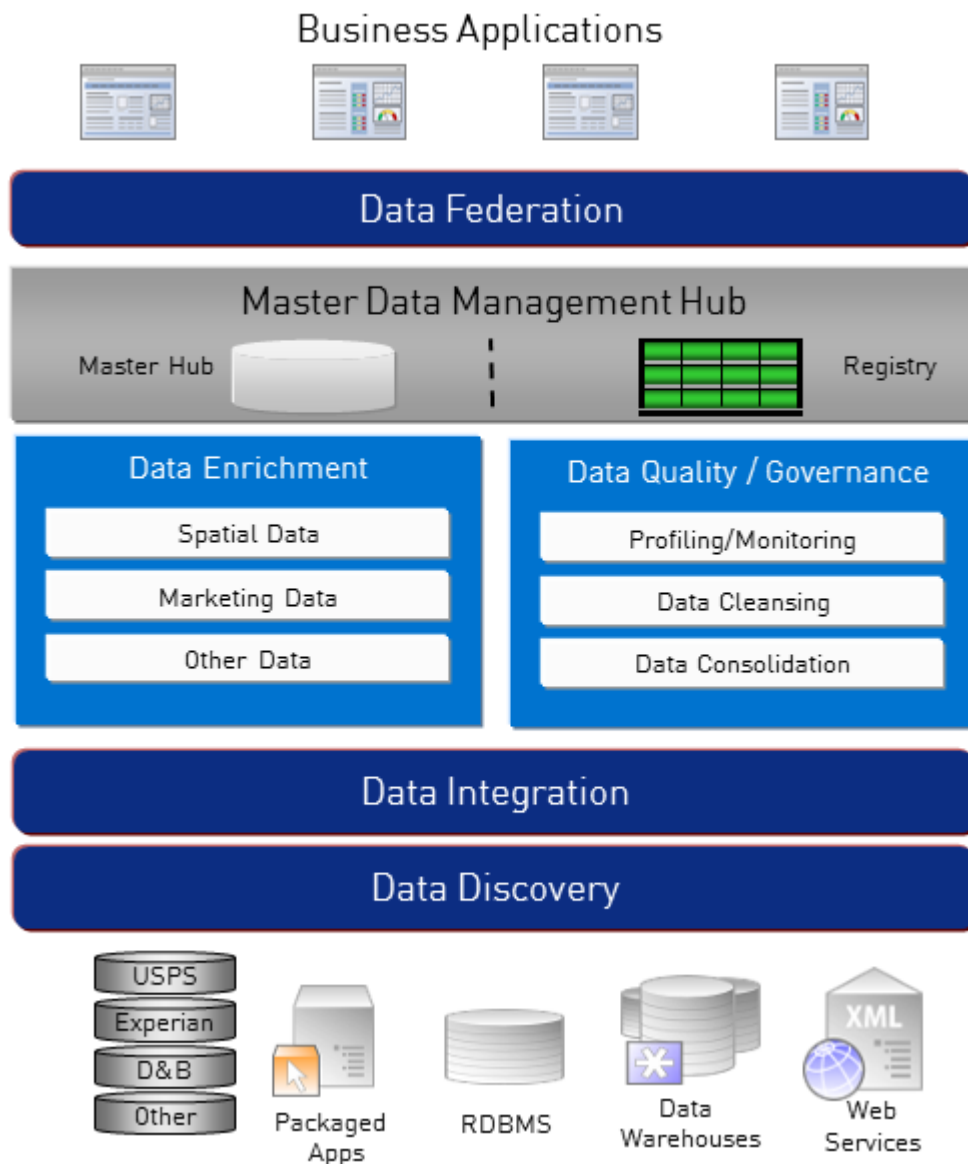 Business Applications
Data Federation
Master Data Management Hub
Master Hub
Registry
Data Enrichment
Spatial Data
Marketing Data
Other Data
Data Quality / Governance
Profiling/Monitoring
Data Cleansing
Data Consolidation
Data Integration
Data Discovery
USPS
Experian
D&B
Other
Packaged
Apps
RDBMS
Data
Warehouses
XML
Web
Services